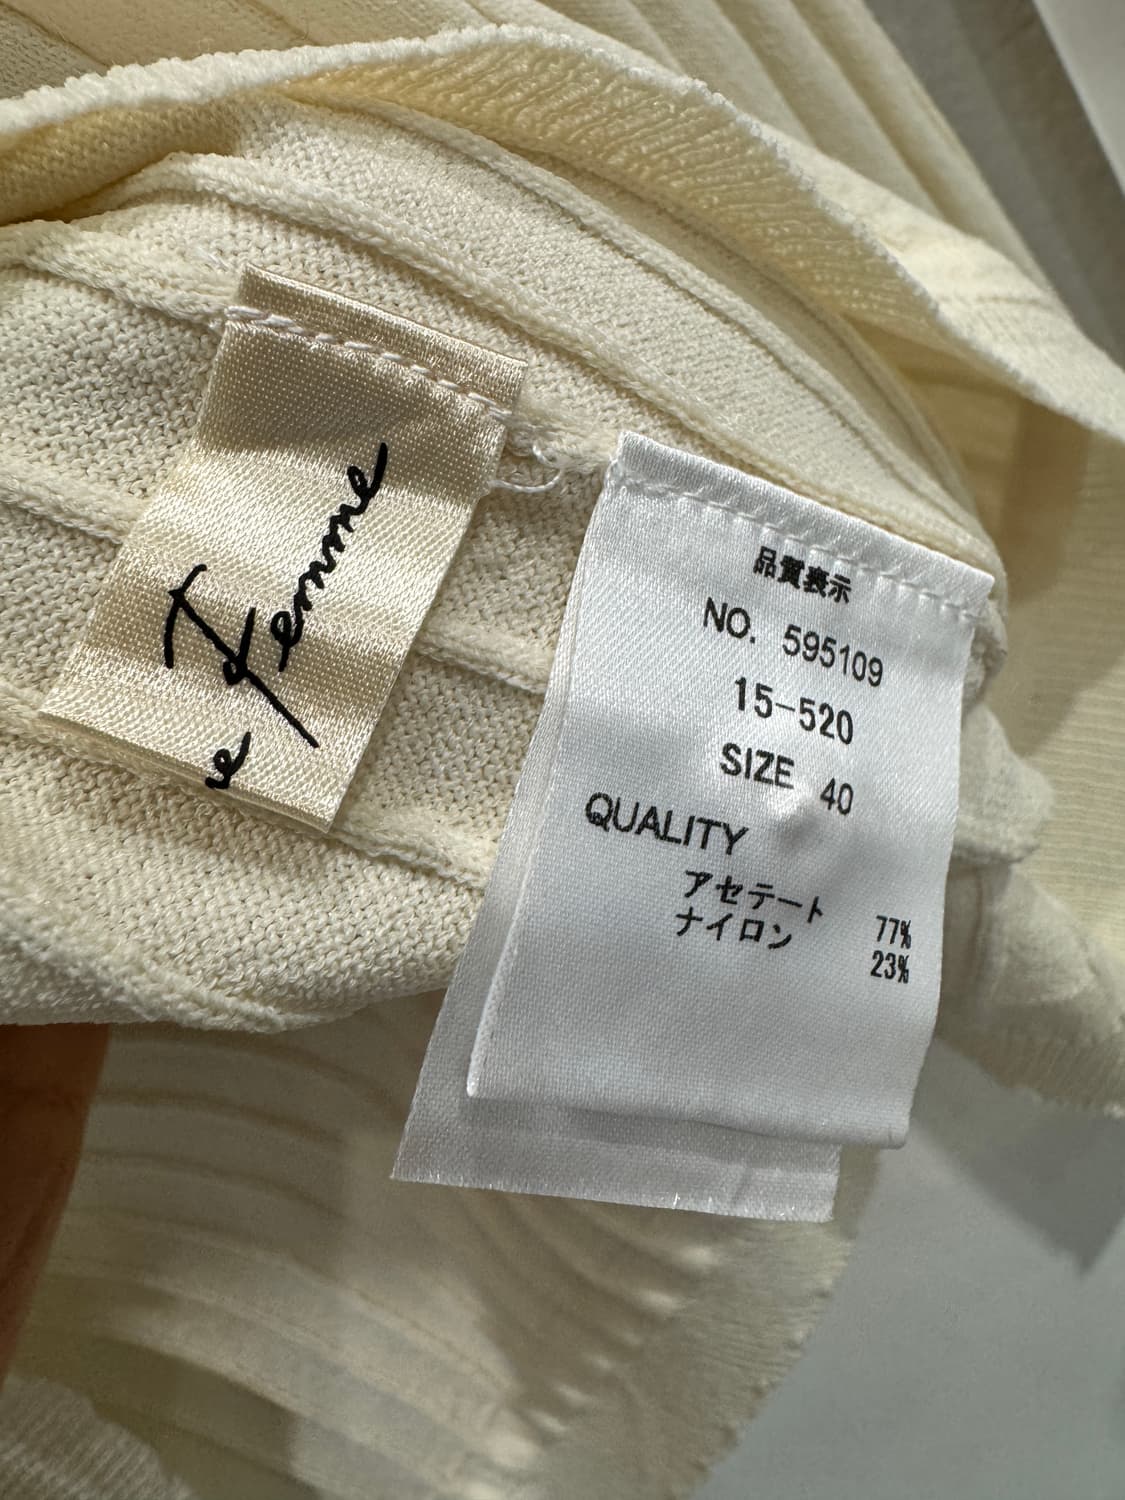 Femme
品質表示
NO. 595109
15-520
SIZE 40
QUALITY
アセテート 77%
ナイロン 23%